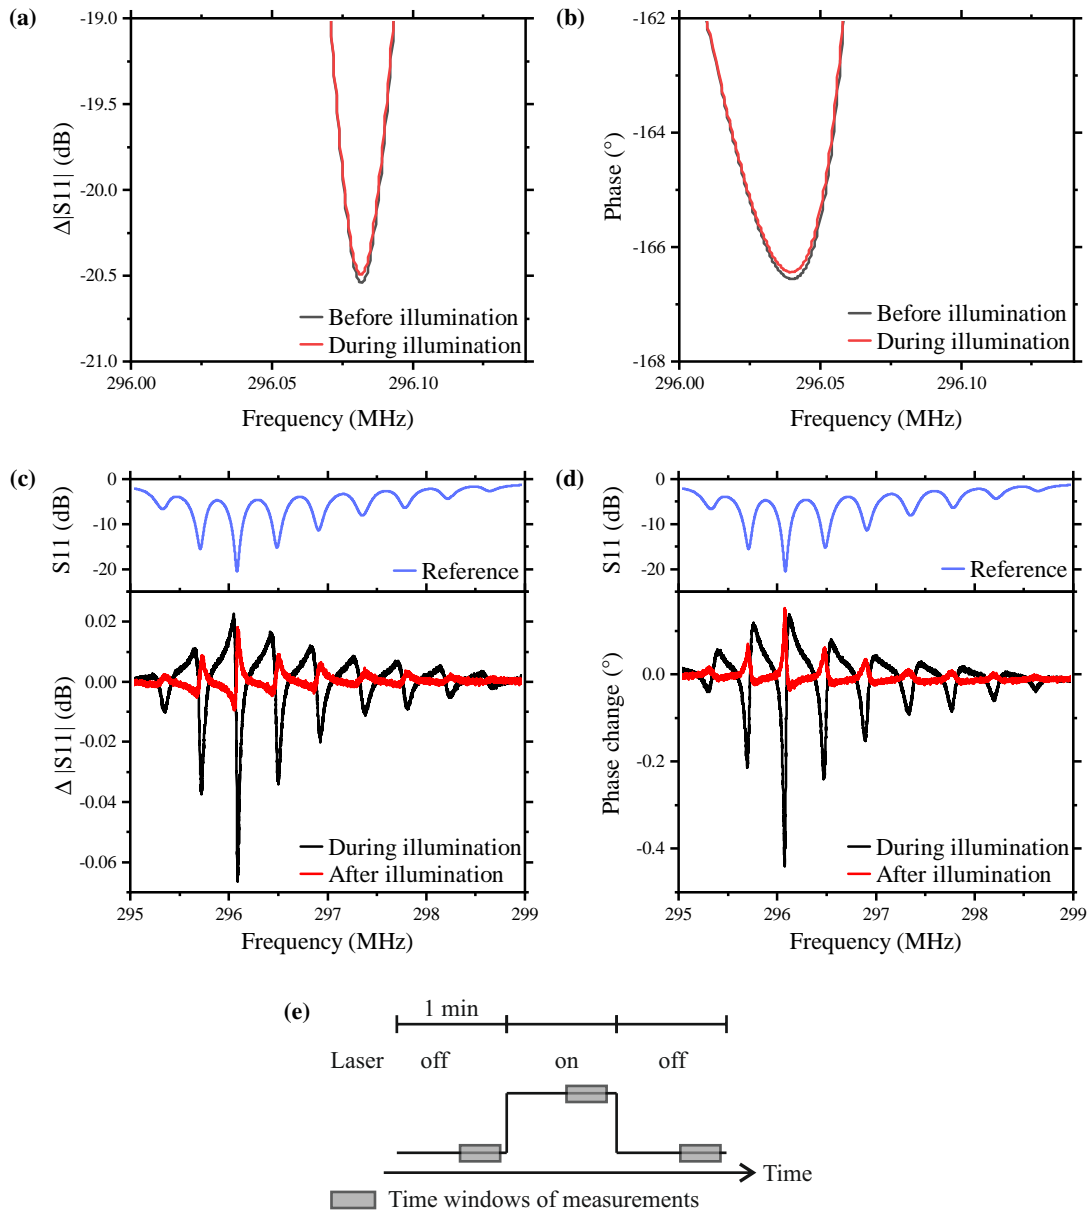 (a)
-19.0
-19.5
-20.0
-20.5
-21.0
Δ|S11| (dB)
Before illumination
During illumination
296.00
296.05
296.10
Frequency (MHz)
(b)
-162
-164
-166
-168
Phase (°)
Before illumination
During illumination
296.00
296.05
296.10
Frequency (MHz)
(c)
0
-10
-20
S11 (dB)
Reference
0.02
0.00
-0.02
-0.04
-0.06
Δ |S11| (dB)
During illumination
After illumination
295
296
297
298
299
Frequency (MHz)
(d)
0
-10
-20
S11 (dB)
Reference
0.0
-0.2
-0.4
Phase change (°)
During illumination
After illumination
295
296
297
298
299
Frequency (MHz)
(e)
1 min
Laser off on off
Time
Time windows of measurements